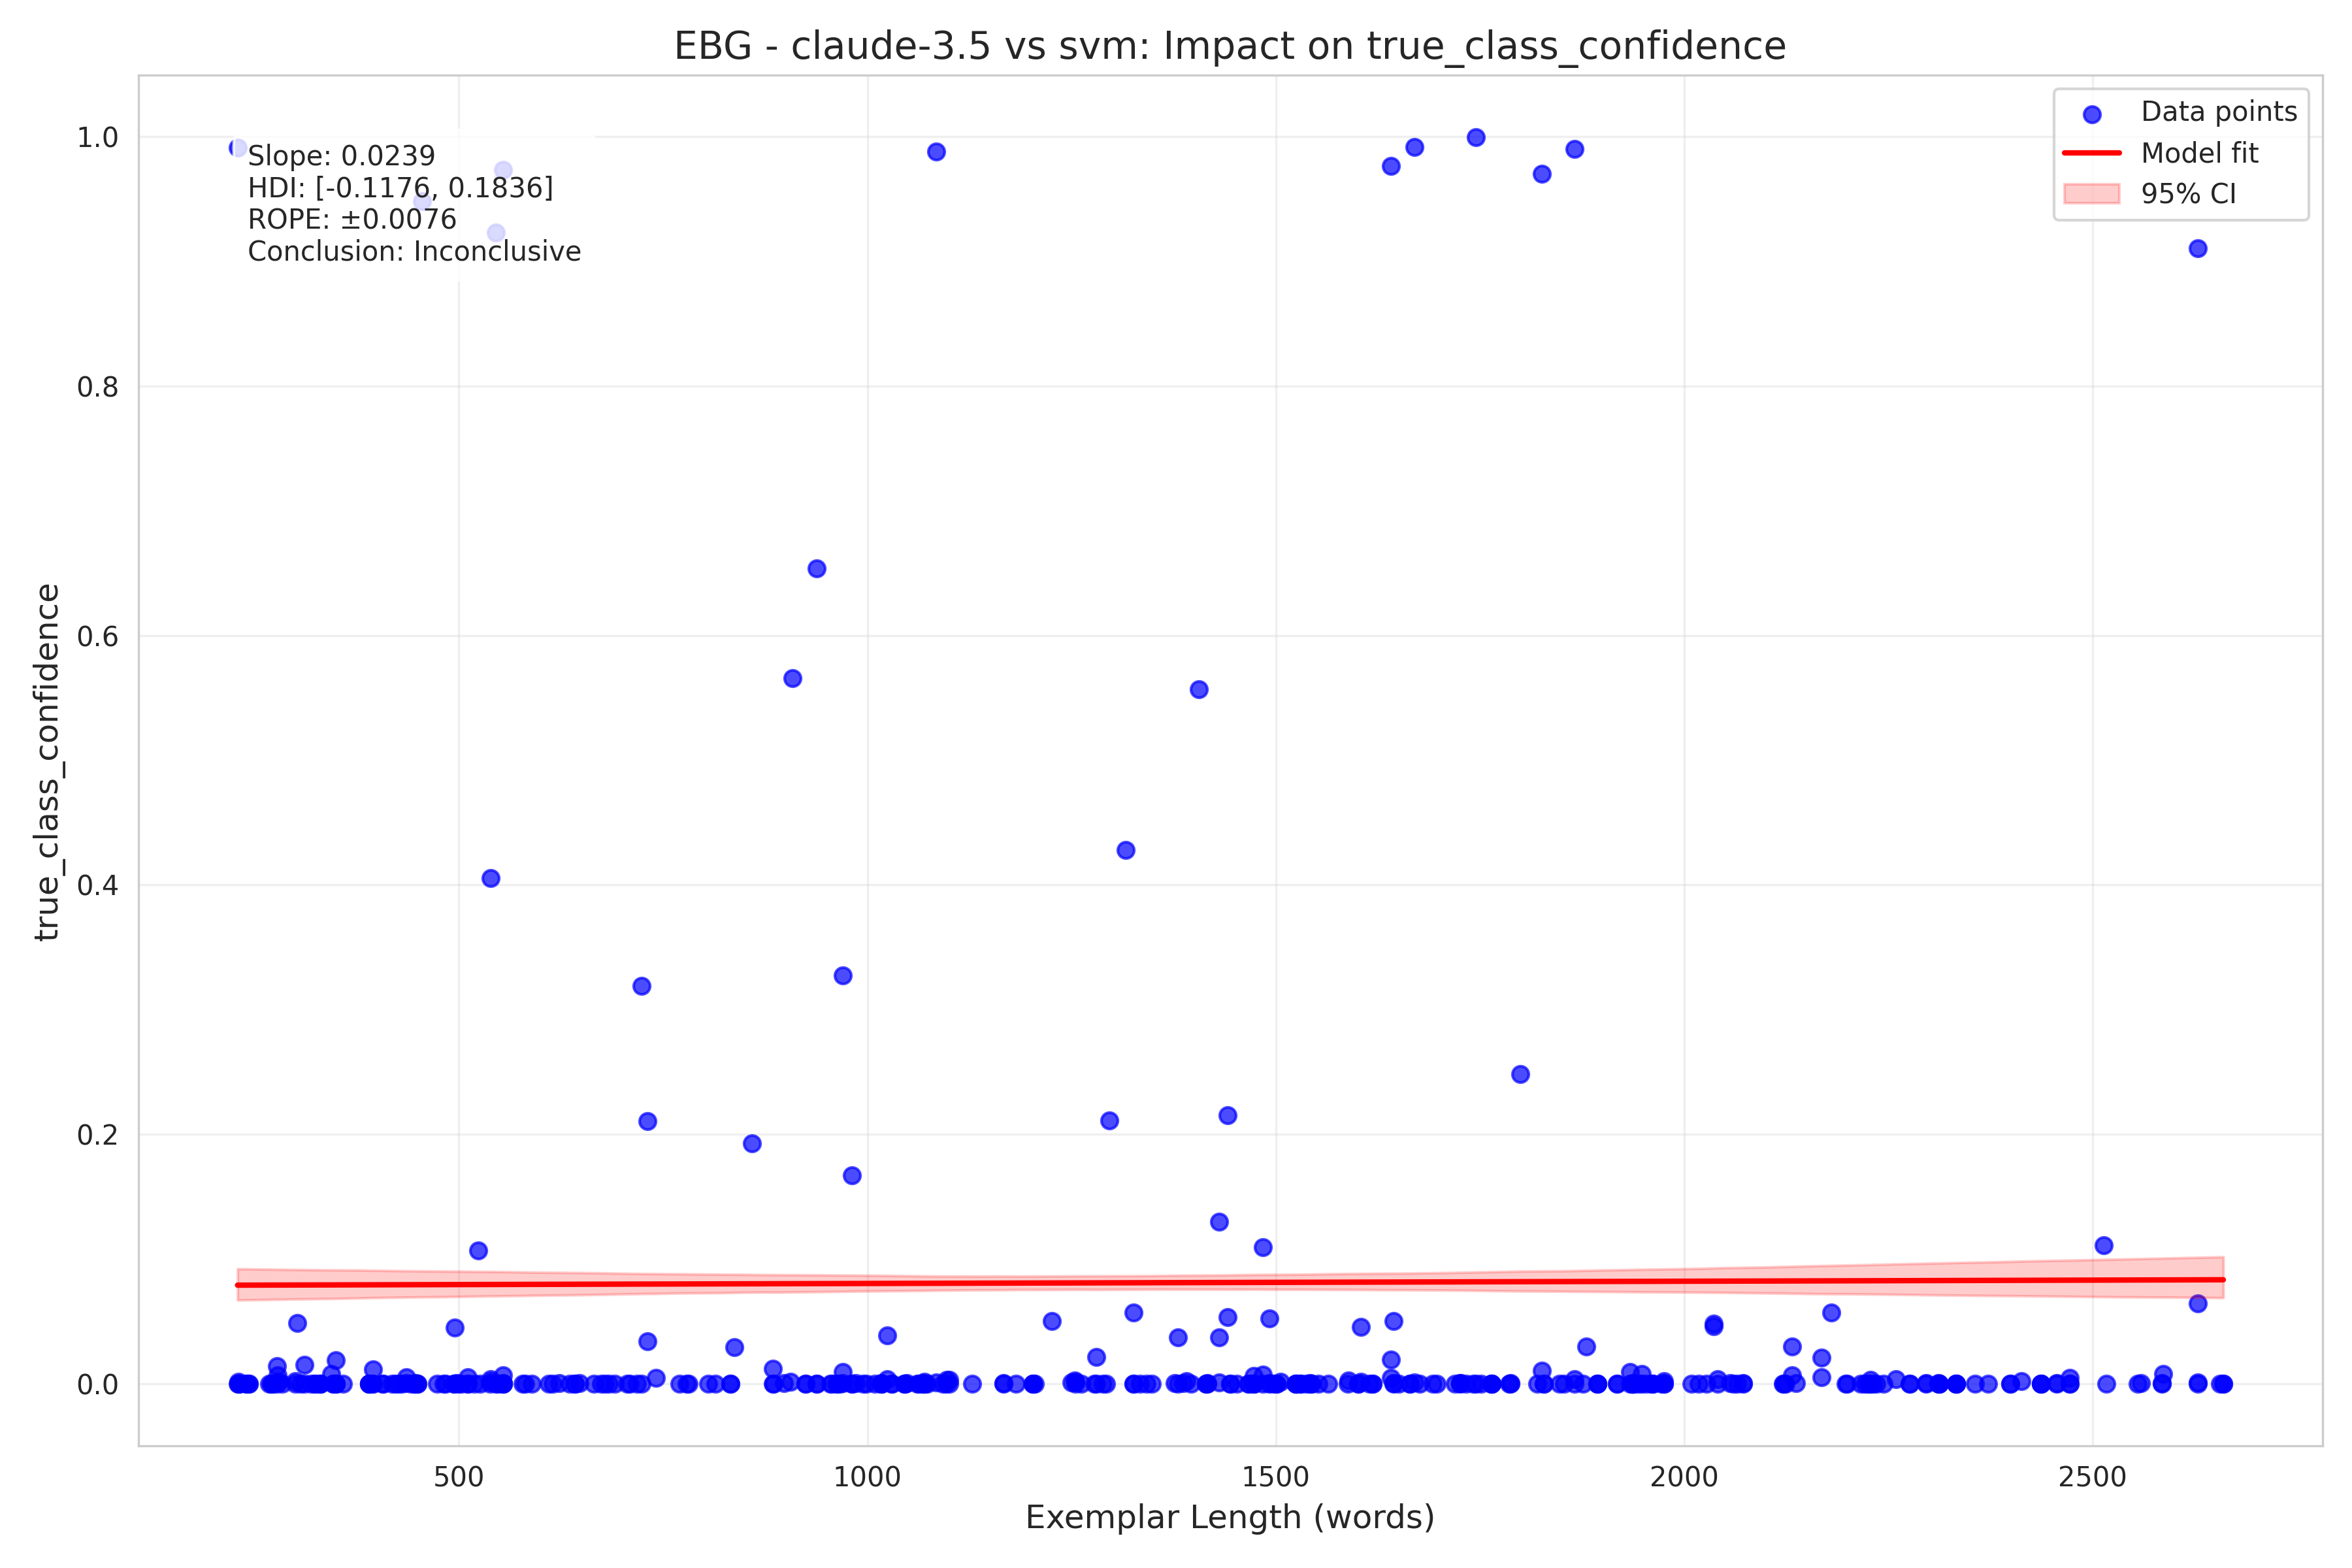 EBG - claude-3.5 vs svm: Impact on true_class_confidence
Slope: 0.0239
HDI: [-0.1176, 0.1836]
ROPE: ±0.0076
Conclusion: Inconclusive
Data points
Model fit
95% CI
true_class_confidence
1.0
0.8
0.6
0.4
0.2
0.0
500 1000 1500 2000 2500
Exemplar Length (words)